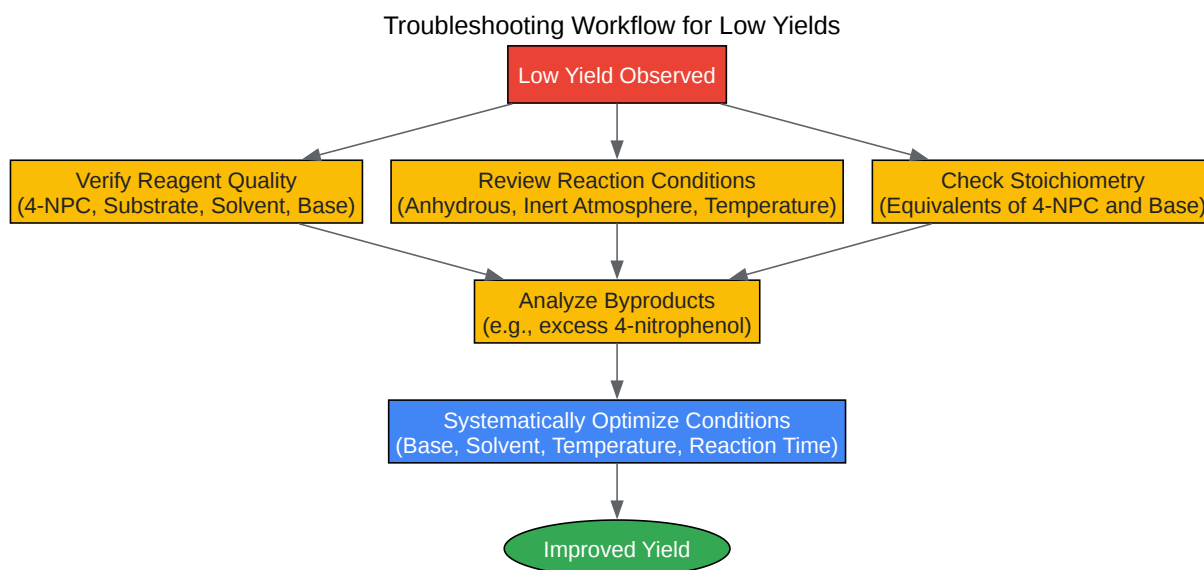 Troubleshooting Workflow for Low Yields
Low Yield Observed
Verify Reagent Quality
(4-NPC, Substrate, Solvent, Base)
Review Reaction Conditions
(Anhydrous, Inert Atmosphere, Temperature)
Check Stoichiometry
(Equivalents of 4-NPC and Base)
Analyze Byproducts
(e.g., excess 4-nitrophenol)
Systematically Optimize Conditions
(Base, Solvent, Temperature, Reaction Time)
Improved Yield